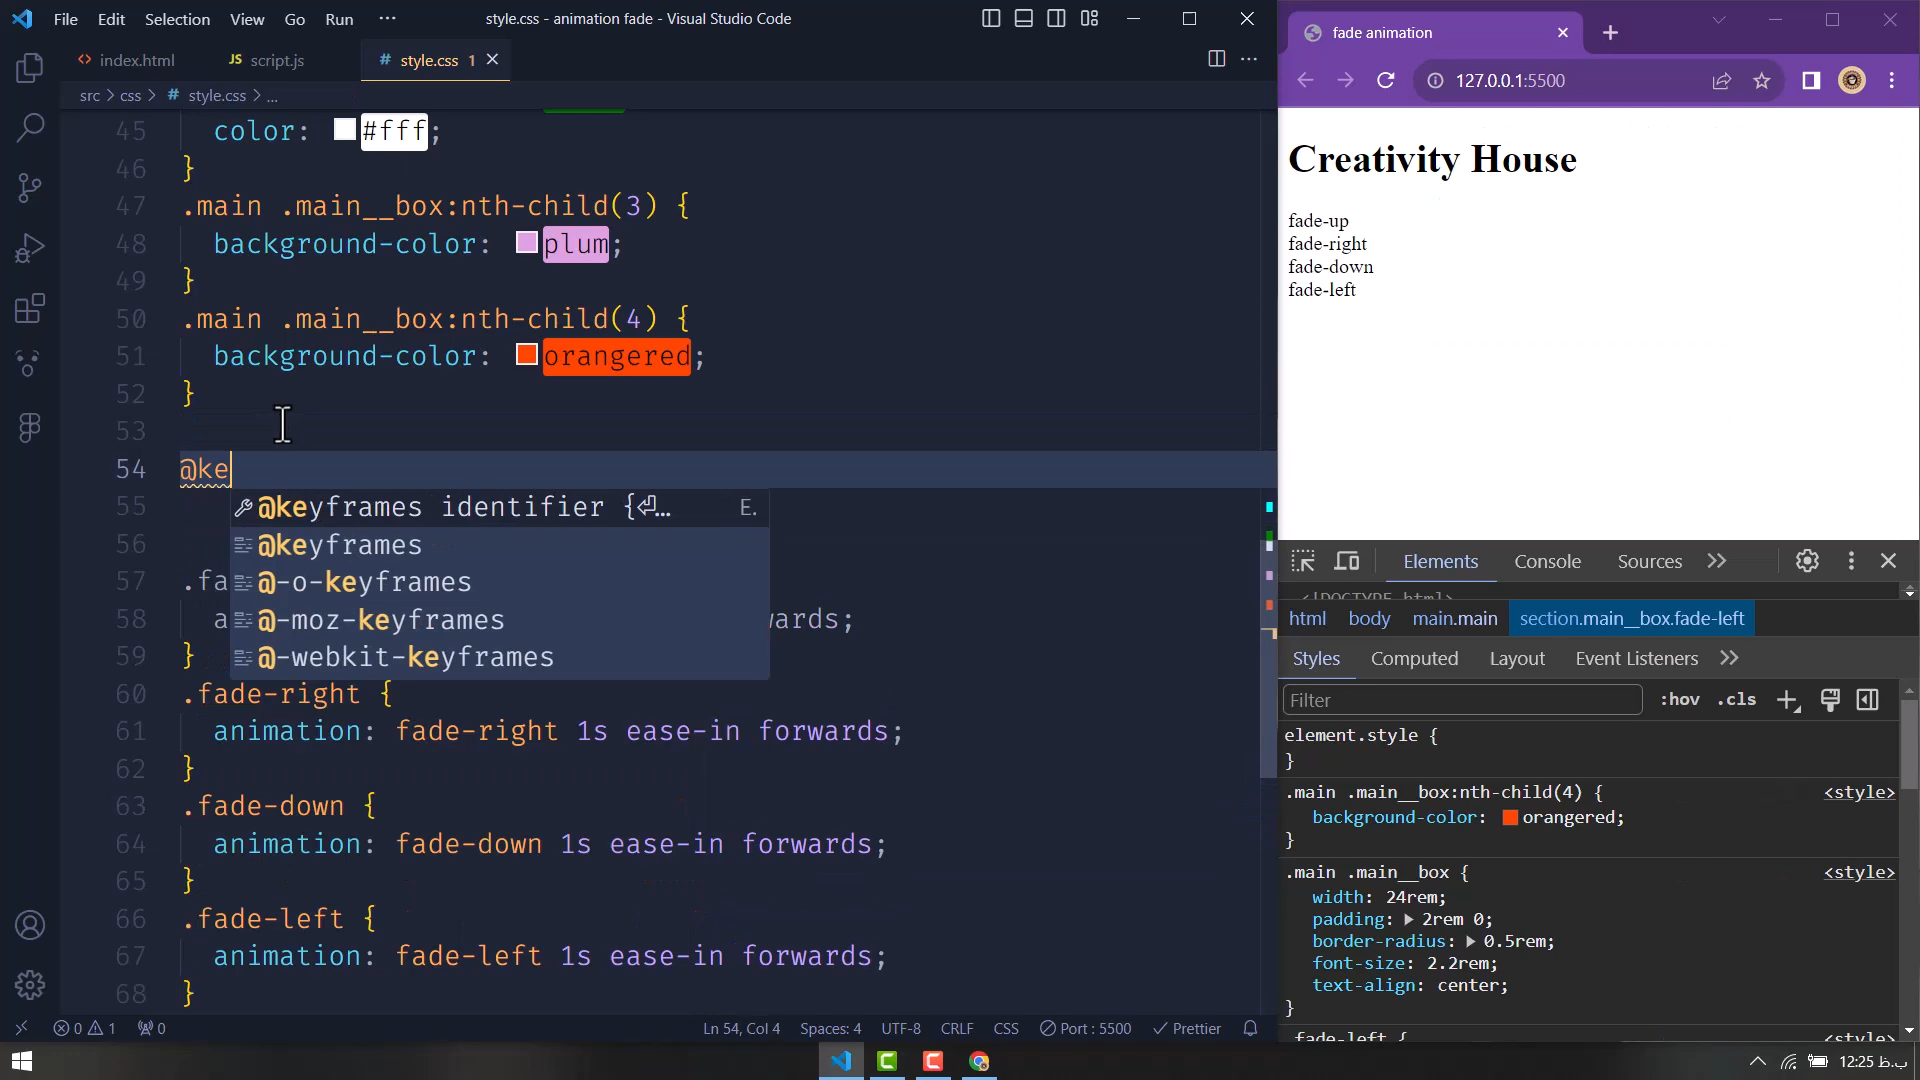 File Edit Selection View Go Run ··· style.css - animation fade - Visual Studio Code
index.html JS script.js # style.css 1
src > css > # style.css > ...
45 color: #fff;
46 }
47 .main .main__box:nth-child(3) {
48 background-color: plum;
49 }
50 .main .main__box:nth-child(4) {
51 background-color: orangered;
52 }
53
54 @ke
@keyframes identifier {⏎… E.
55
@keyframes
56
@-o-keyframes
57 .fa
@-moz-keyframes
58 a wards;
@-webkit-keyframes
59 }
60 .fade-right {
61 animation: fade-right 1s ease-in forwards;
62 }
63 .fade-down {
64 animation: fade-down 1s ease-in forwards;
65 }
66 .fade-left {
67 animation: fade-left 1s ease-in forwards;
68 }
0 1 0 Ln 54, Col 4 Spaces: 4 UTF-8 CRLF CSS Port : 5500 Prettier
fade animation
127.0.0.1:5500
Creativity House
fade-up
fade-right
fade-down
fade-left
Elements Console Sources
html body main.main section.main__box.fade-left
Styles Computed Layout Event Listeners
Filter :hov .cls
element.style {
}
.main .main__box:nth-child(4) { <style>
background-color: orangered;
}
.main .main__box { <style>
width: 24rem;
padding: 2rem 0;
border-radius: 0.5rem;
font-size: 2.2rem;
text-align: center;
}
.fade-left { <style>
12:25 ب.ظ